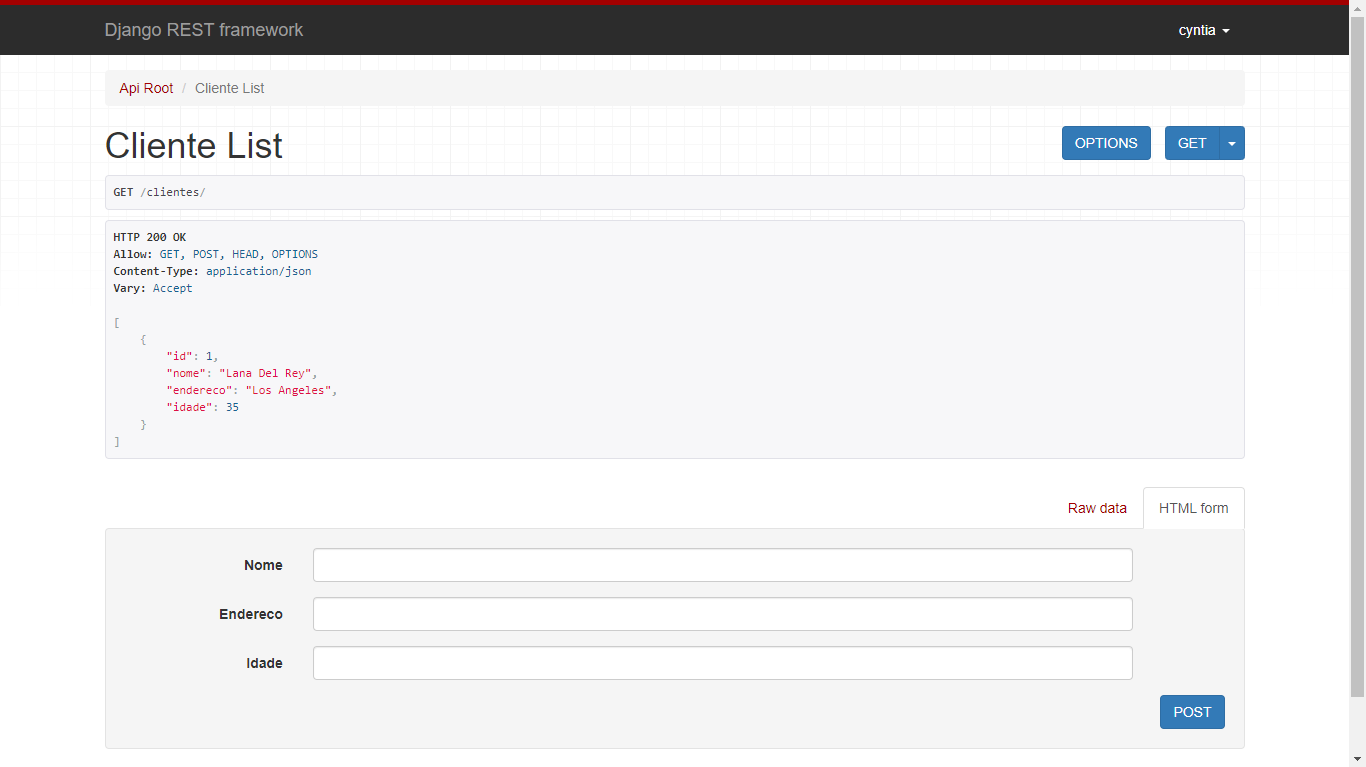 Django REST framework
cyntia
Api Root / Cliente List
Cliente List
OPTIONS
GET
GET /clientes/
HTTP 200 OK
Allow: GET, POST, HEAD, OPTIONS
Content-Type: application/json
Vary: Accept
[
    {
        "id": 1,
        "nome": "Lana Del Rey",
        "endereco": "Los Angeles",
        "idade": 35
    }
]
Raw data
HTML form
Nome
Endereco
Idade
POST